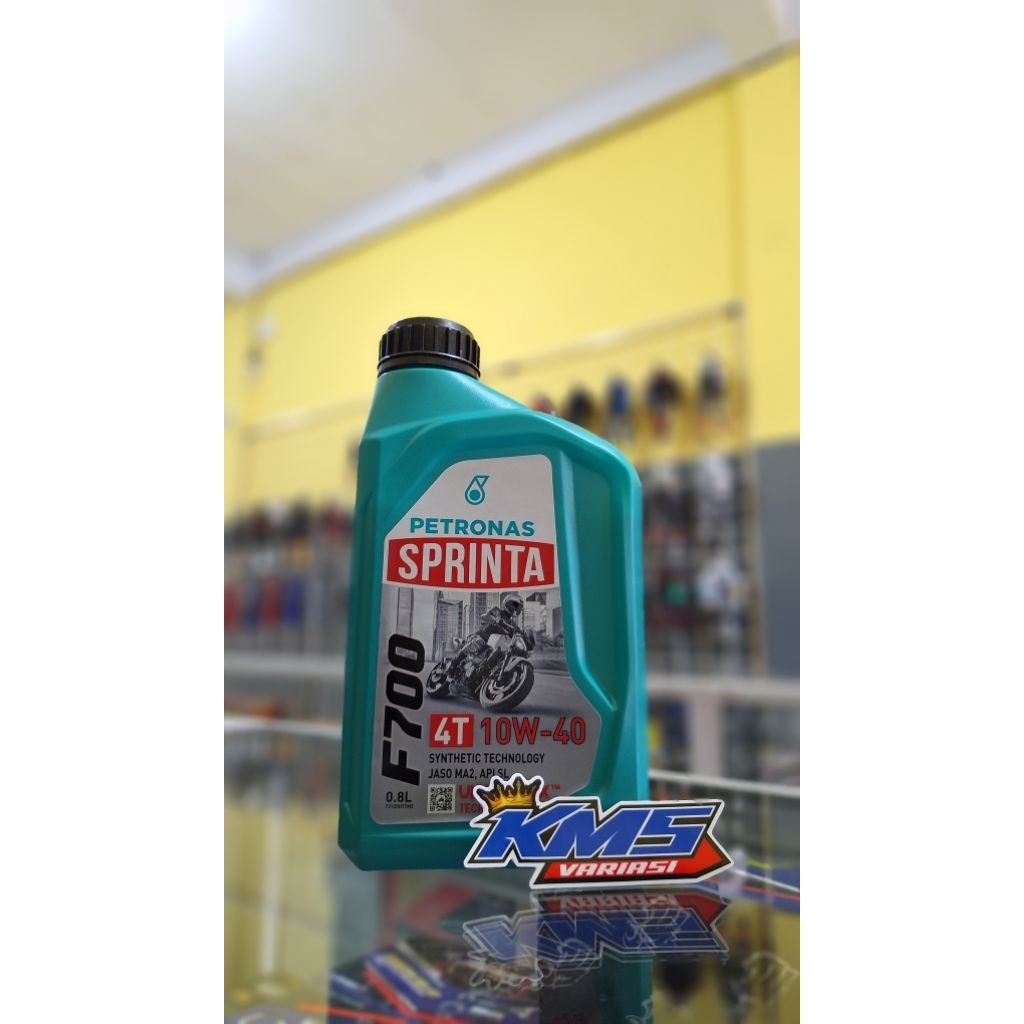 PETRONAS
SPRINTA
F700
4T 10W-40
SYNTHETIC TECHNOLOGY
JASO MA2, API SL
0.8L
KMS
VARIASI